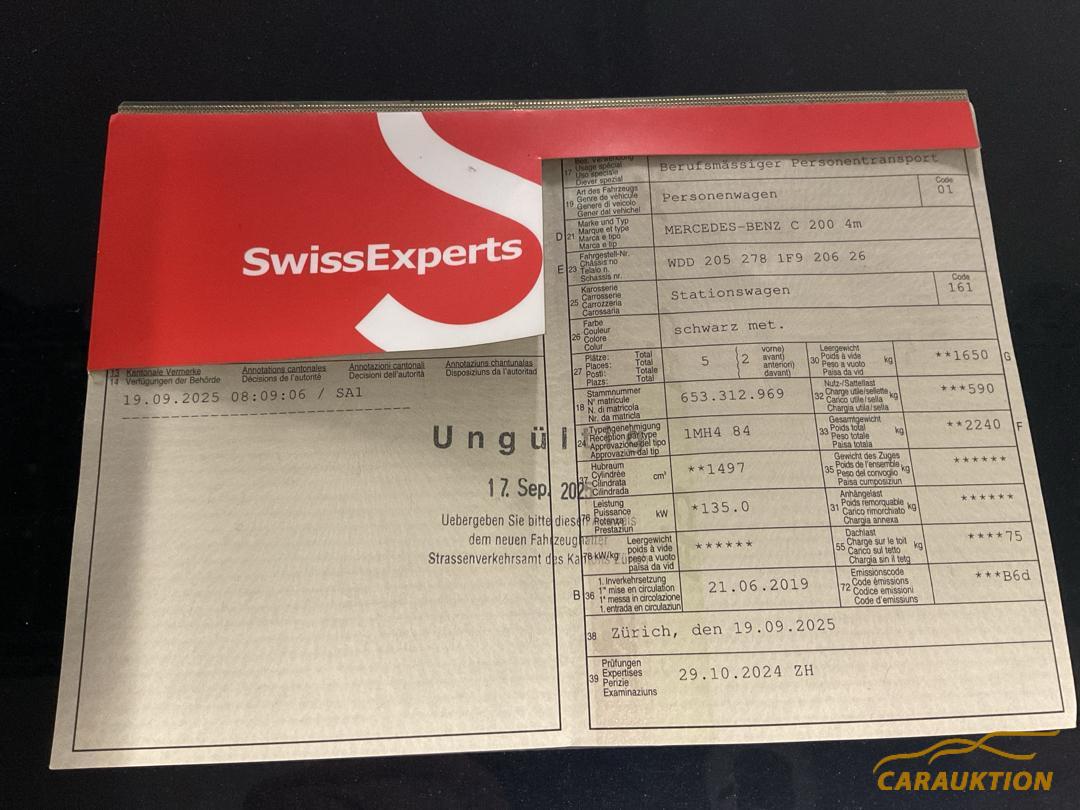 SwissExperts
13 Kantonale Vermerke Annotations cantonales Annotazioni cantonali Annotaziuns chantunalas
14 Verfügungen der Behörde Décisions de l'autorité Decisioni dell'autorità Disposiziuns da l'autoritad
19.09.2025 08:09:06 / SA1
Ungül
17. Sep. 202
Uebergeben Sie bitte diese
dem neuen Fahrzeughalter
Strassenverkehrsamt des Kantons Zürich
17 Usage spécial Berufsmässiger Personentransport
Uso speciale
Diever spezial
19 Art des Fahrzeugs Personenwagen Code 01
Genre de véhicule
Genere di veicolo
Gener dal vehichel
D 21 Marke und Typ MERCEDES-BENZ C 200 4m
Marque et type
Marca e tipo
Marca e tip
E 23 Fahrgestell-Nr. WDD 205 278 1F9 206 26
Châssis no
Telaio n.
Schassis nr.
25 Karosserie Stationswagen Code 161
Carrosserie
Carrozzeria
Carossaria
26 Farbe schwarz met.
Couleur
Colore
Colur
27 Plätze: Total 5 (2 vorne)
Places: Total avant)
Posti: Totale anteriori)
Plazs: Total davant)
30 Leergewicht kg **1650 G
Poids à vide
Peso a vuoto
Paisa da vid
18 Stammnummer 653.312.969
N° matricule
N. di matricola
Nr. da matricla
32 Nutz-/Sattellast kg ***590
Charge utile/sellette
Carico utile/sella
Chargia utila/sella
24 Typengenehmigung 1MH4 84
Réception par type
Approvazione del tipo
Approvaziun dal tip
33 Gesamtgewicht kg **2240 F
Poids total
Peso totale
Paisa totala
37 Hubraum cm³ **1497
Cylindrée
Cilindrata
Cilindrada
35 Gewicht des Zuges kg ******
Poids de l'ensemble
Peso del convoglio
Paisa cumposiziun
76 Leistung kW *135.0
Puissance
Potenza
Prestaziun
31 Anhängelast kg ******
Poids remorquable
Carico rimorchiato
Chargia annexa
78 kW/kg Leergewicht ******
poids à vide
peso a vuoto
paisa da vid
55 Dachlast kg ****75
Charge sur le toit
Carico sul tetto
Chargia sin il tetg
B 36 1. Inverkehrsetzung 21.06.2019
1re mise en circulation
1a messa in circolazione
1. entrada en circulaziun
72 Emissionscode ***B6d
Code émissions
Codice emissioni
Code d'emissiuns
38 Zürich, den 19.09.2025
39 Prüfungen 29.10.2024 ZH
Expertises
Perizie
Examinaziuns
CARAUKTION